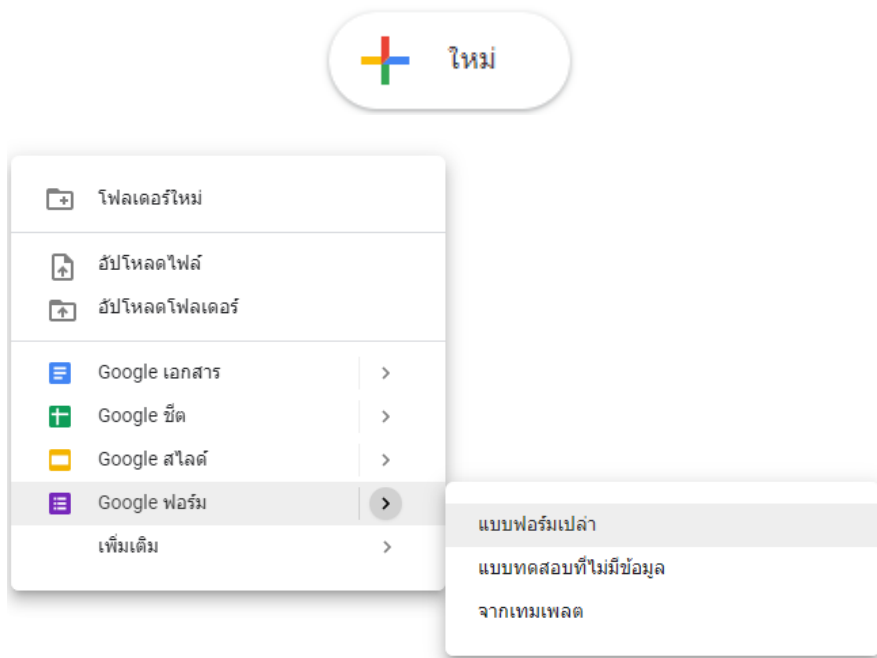 ใหม่
โฟลเดอร์ใหม่
อัปโหลดไฟล์
อัปโหลดโฟลเดอร์
Google เอกสาร
Google ชีต
Google สไลด์
Google ฟอร์ม
เพิ่มเติม
แบบฟอร์มเปล่า
แบบทดสอบที่ไม่มีข้อมูล
จากเทมเพลต